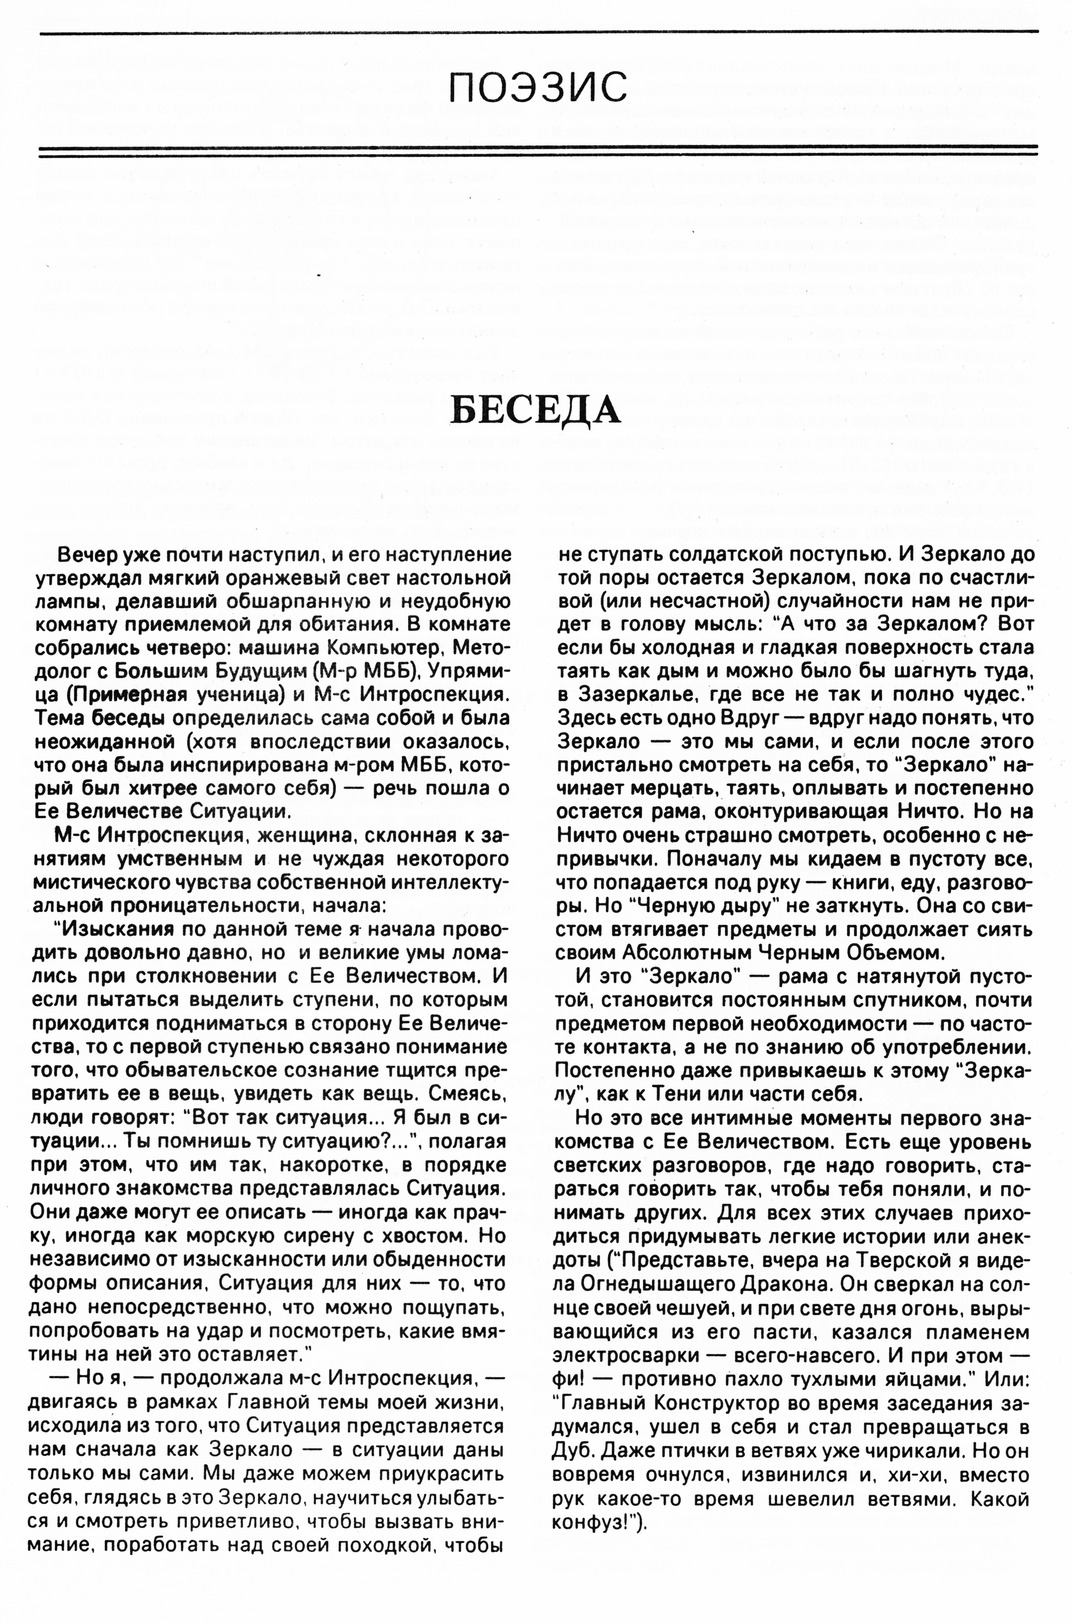 ПОЭЗИС
БЕСЕДА
Вечер уже почти наступил, и его наступление
утверждал мягкий оранжевый свет настольной
лампы, делавший обшарпанную и неудобную
комнату приемлемой для обитания. В комнате
собрались четверо: машина Компьютер, Мето-
долог с Большим Будущим (М-р МББ), Упрями-
ца (Примерная ученица) и М-с Интроспекция.
Тема беседы определилась сама собой и была
неожиданной (хотя впоследствии оказалось,
что она была инспирирована м-ром МББ, кото-
рый был хитрее самого себя) — речь пошла о
Ее Величестве Ситуации.
М-с Интроспекция, женщина, склонная к за-
нятиям умственным и не чуждая некоторого
мистического чувства собственной интеллекту-
альной проницательности, начала:
"Изыскания по данной теме я начала прово-
дить довольно давно, но и великие умы лома-
лись при столкновении с Ее Величеством. И
если пытаться выделить ступени, по которым
приходится подниматься в сторону Ее Величе-
ства, то с первой ступенью связано понимание
того, что обывательское сознание тщится пре-
вратить ее в вещь, увидеть как вещь. Смеясь,
люди говорят: "Вот так ситуация... Я был в си-
туации... Ты помнишь ту ситуацию?...", полагая
при этом, что им так, накоротке, в порядке
личного знакомства представлялась Ситуация.
Они даже могут ее описать — иногда как прач-
ку, иногда как морскую сирену с хвостом. Но
независимо от изысканности или обыденности
формы описания, Ситуация для них — то, что
дано непосредственно, что можно пощупать,
попробовать на удар и посмотреть, какие вмя-
тины на ней это оставляет."
— Но я, — продолжала м-с Интроспекция, —
двигаясь в рамках Главной темы моей жизни,
исходила из того, что Ситуация представляется
нам сначала как Зеркало — в ситуации даны
только мы сами. Мы даже можем приукрасить
себя, глядясь в это Зеркало, научиться улыбать-
ся и смотреть приветливо, чтобы вызвать вни-
мание, поработать над своей походкой, чтобы
не ступать солдатской поступью. И Зеркало до
той поры остается Зеркалом, пока по счастли-
вой (или несчастной) случайности нам не при-
дет в голову мысль: "А что за Зеркалом? Вот
если бы холодная и гладкая поверхность стала
таять как дым и можно было бы шагнуть туда,
в Зазеркалье, где все не так и полно чудес."
Здесь есть одно Вдруг — вдруг надо понять, что
Зеркало — это мы сами, и если после этого
пристально смотреть на себя, то "Зеркало" на-
чинает мерцать, таять, оплывать и постепенно
остается рама, оконтуривающая Ничто. Но на
Ничто очень страшно смотреть, особенно с не-
привычки. Поначалу мы кидаем в пустоту все,
что попадается под руку — книги, еду, разгово-
ры. Но "Черную дыру" не заткнуть. Она со сви-
стом втягивает предметы и продолжает сиять
своим Абсолютным Черным Объемом.
И это "Зеркало" — рама с натянутой пусто-
той, становится постоянным спутником, почти
предметом первой необходимости — по часто-
те контакта, а не по знанию об употреблении.
Постепенно даже привыкаешь к этому "Зерка-
лу", как к Тени или части себя.
Но это все интимные моменты первого зна-
комства с Ее Величеством. Есть еще уровень
светских разговоров, где надо говорить, ста-
раться говорить так, чтобы тебя поняли, и по-
нимать других. Для всех этих случаев прихо-
диться придумывать легкие истории или анек-
доты ("Представьте, вчера на Тверской я виде-
ла Огнедышащего Дракона. Он сверкал на сол-
нце своей чешуей, и при свете дня огонь, выры-
вающийся из его пасти, казался пламенем
электросварки — всего-навсего. И при этом —
фи! — противно пахло тухлыми яйцами." Или:
"Главный Конструктор во время заседания за-
думался, ушел в себя и стал превращаться в
Дуб. Даже птички в ветвях уже чирикали. Но он
вовремя очнулся, извинился и, хи-хи, вместо
рук какое-то время шевелил ветвями. Какой
конфуз!").